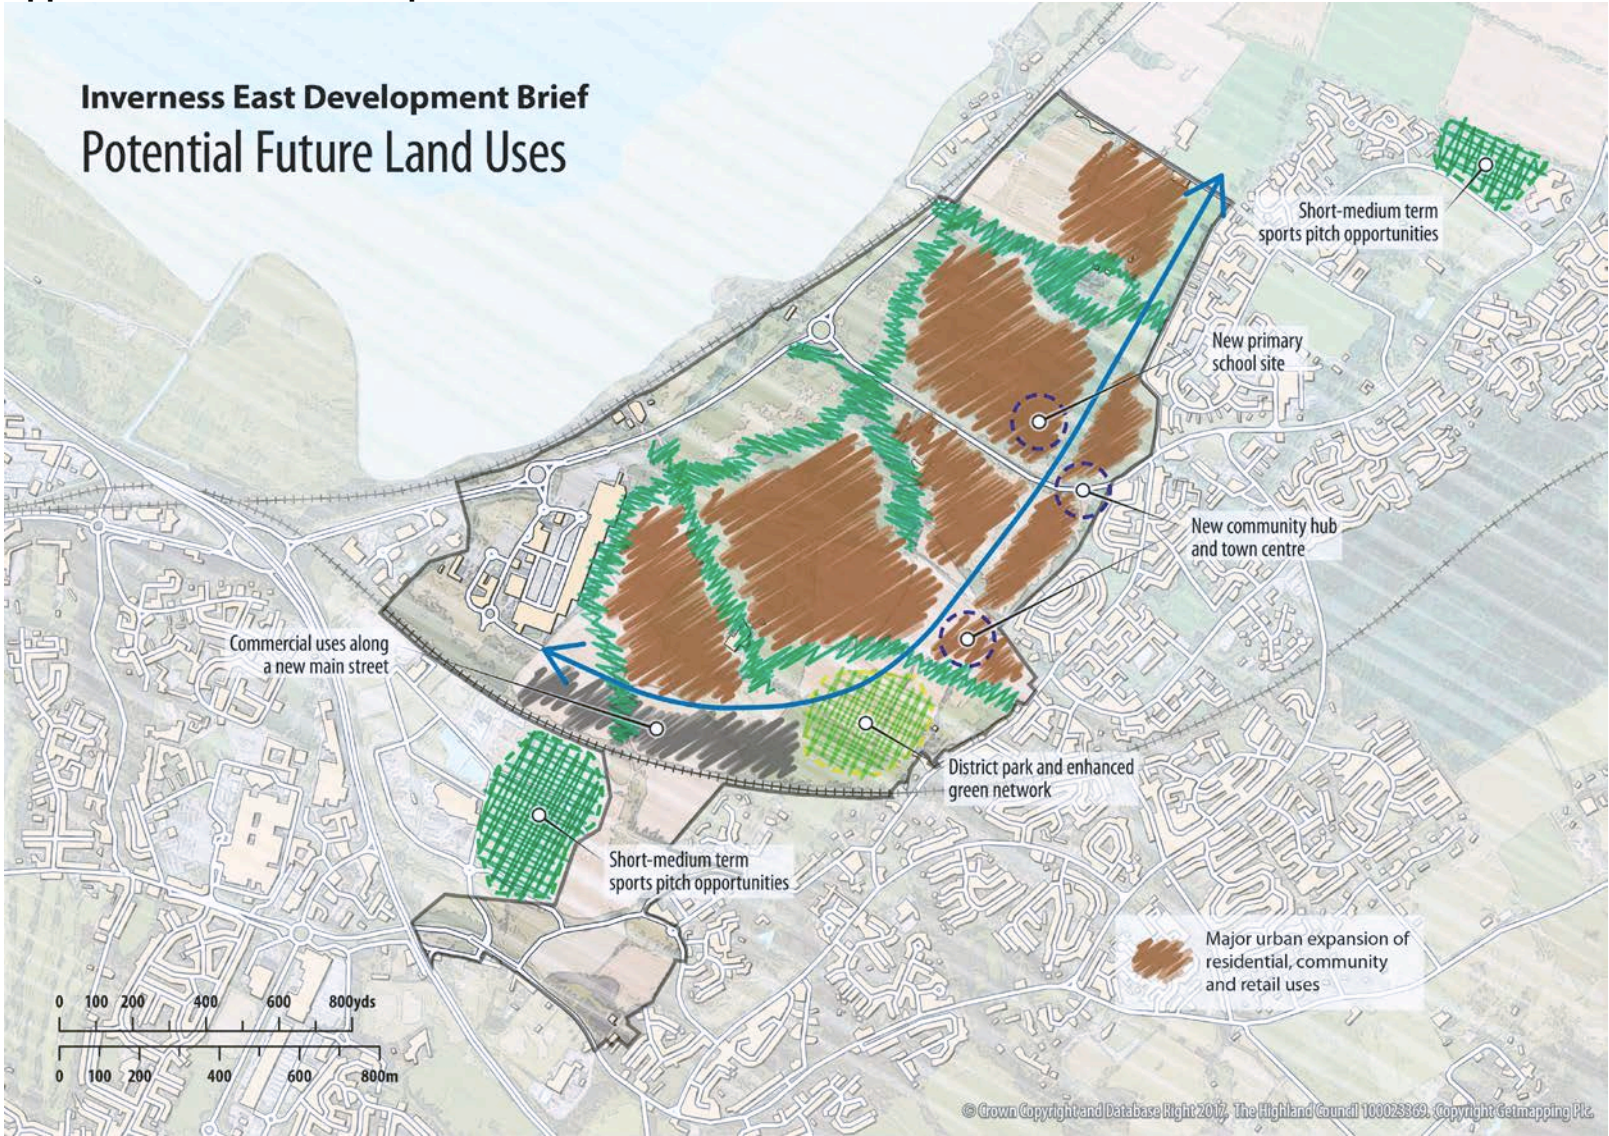 Inverness East Development Brief
Potential Future Land Uses
Short-medium term
sports pitch opportunities
New primary
school site
New community hub
and town centre
Commercial uses along
a new main street
District park and enhanced
green network
Short-medium term
sports pitch opportunities
Major urban expansion of
residential, community
and retail uses
0 100 200 400 600 800yds
0 100 200 400 600 800m
© Crown Copyright and Database Right 2017. The Highland Council 100023369. Copyright Getmapping Plc.